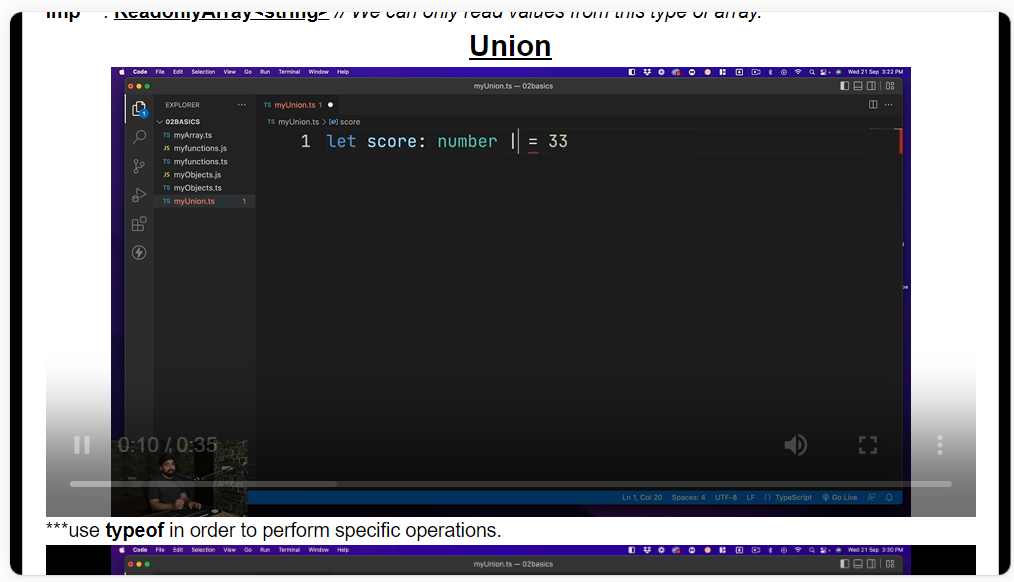 Imp : ReadonlyArray<string> // We can only read values from this type of array.
Union
Code File Edit Selection View Go Run Terminal Window Help Wed 21 Sep 3:22 PM
myUnion.ts — 02basics
EXPLORER ···
TS myUnion.ts 1 ●
02BASICS
TS myUnion.ts > score
TS myArray.ts
JS myfunctions.js
TS myfunctions.ts
JS myObjects.js
TS myObjects.ts
TS myUnion.ts 1
1 let score: number | = 33
0:10 / 0:35
Ln 1, Col 20 Spaces: 4 UTF-8 LF {} TypeScript Go Live
***use typeof in order to perform specific operations.
Code File Edit Selection View Go Run Terminal Window Help Wed 21 Sep 3:30 PM
myUnion.ts — 02basics